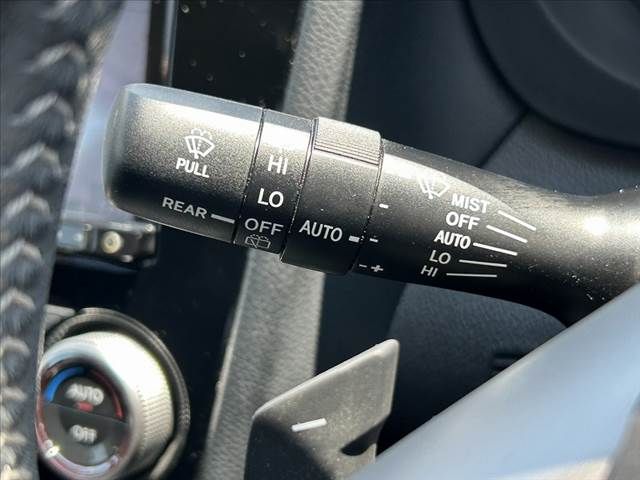 PULL
REAR
HI
LO
OFF
AUTO
- +
MIST
OFF
AUTO
LO
HI
AUTO
OFF